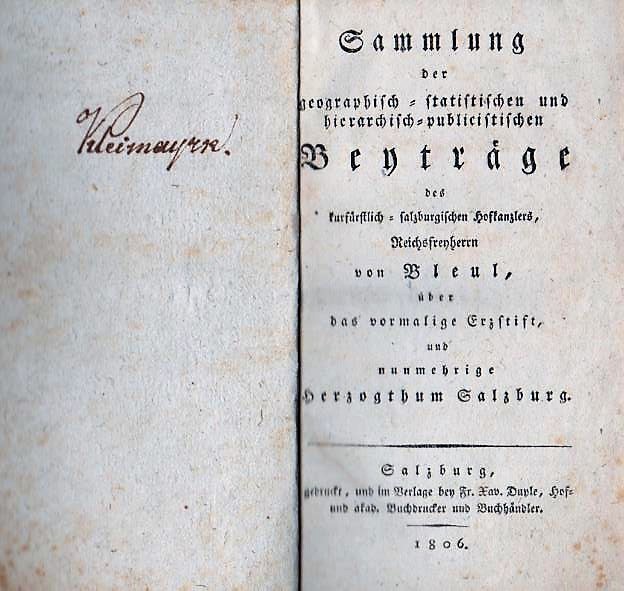 Kleimayrn.
Sammlung
der
geographisch-statistischen und
hierarchisch-publicistischen
Beyträge
des
kurfürstlich-salzburgischen Hofkanzlers,
Reichsfreyherrn
von Bleul,
über
das vormalige Erzstift,
und
nunmehrige
Herzogthum Salzburg.
Salzburg,
gedruckt, und im Verlage bey Fr. Xav. Duyle, Hof-
und akad. Buchdrucker und Buchhändler.
1806.